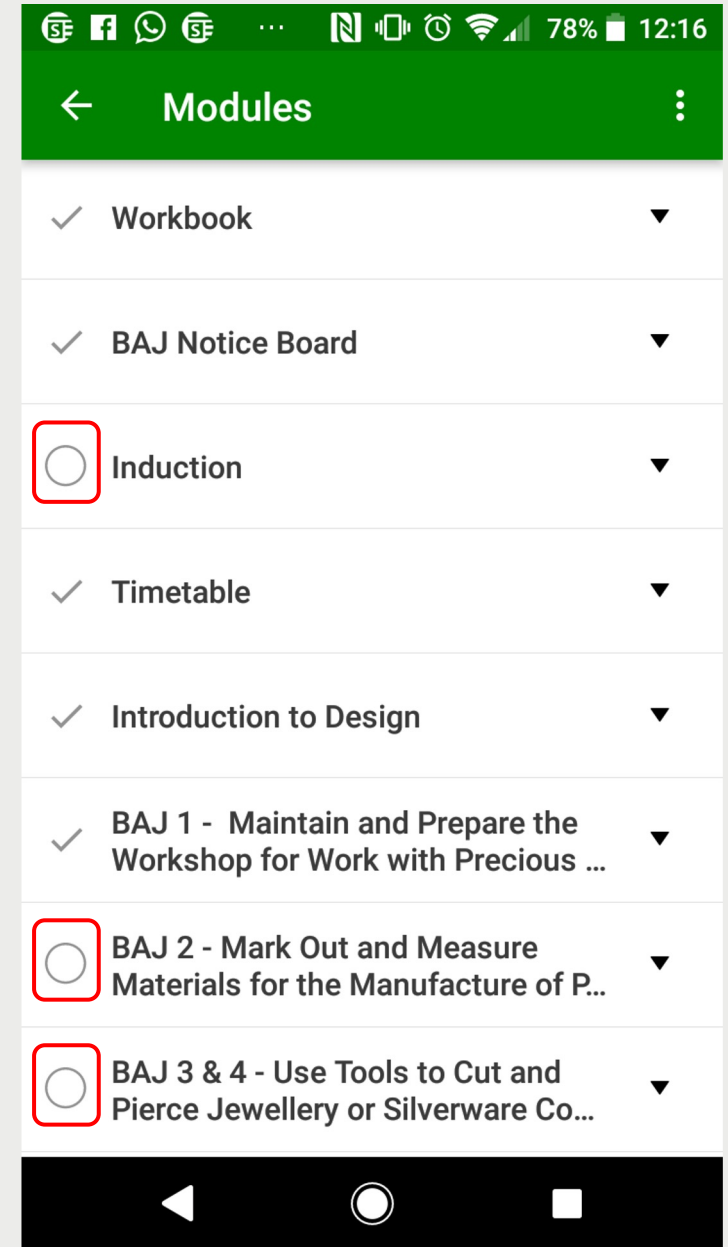 78% 12:16
Modules
Workbook
BAJ Notice Board
Induction
Timetable
Introduction to Design
BAJ 1 - Maintain and Prepare the
Workshop for Work with Precious ...
BAJ 2 - Mark Out and Measure
Materials for the Manufacture of P...
BAJ 3 & 4 - Use Tools to Cut and
Pierce Jewellery or Silverware Co...